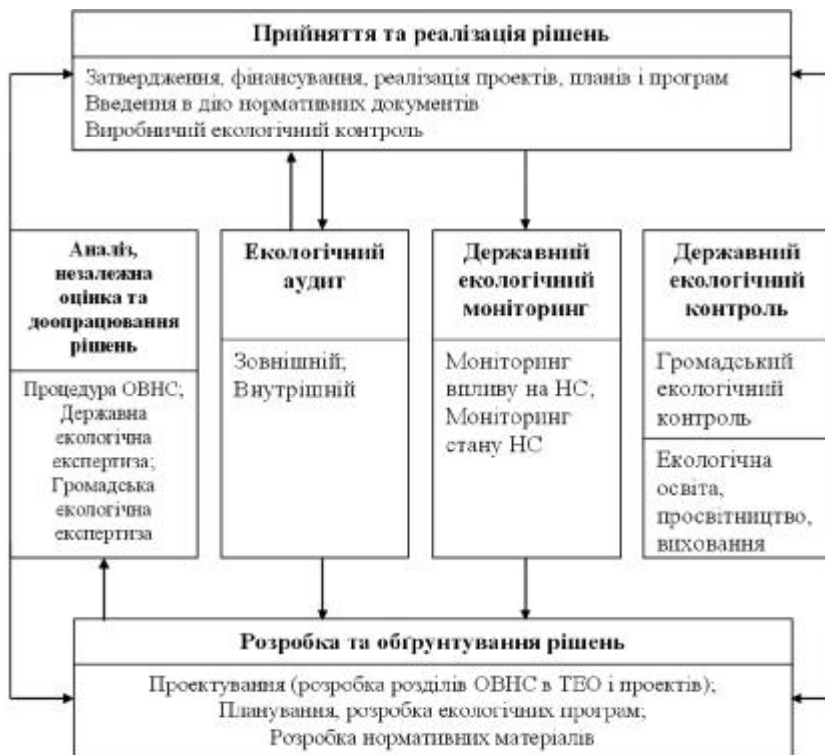 Прийняття та реалізація рішень
Затвердження, фінансування, реалізація проектів, планів і програм
Введення в дію нормативних документів
Виробничий екологічний контроль
Аналіз,
незалежна
оцінка та
доопрацювання
рішень
Процедура ОВНС;
Державна
екологічна
експертиза;
Громадська
екологічна
експертиза
Екологічний
аудит
Зовнішній;
Внутрішній
Державний
екологічний
моніторинг
Моніторинг
впливу на НС;
Моніторинг
стану НС
Державний
екологічний
контроль
Громадський
екологічний
контроль
Екологічна
освіта,
просвітництво,
виховання
Розробка та обґрунтування рішень
Проектування (розробка розділів ОВНС в ТЕО і проектів);
Планування, розробка екологічних програм;
Розробка нормативних матеріалів